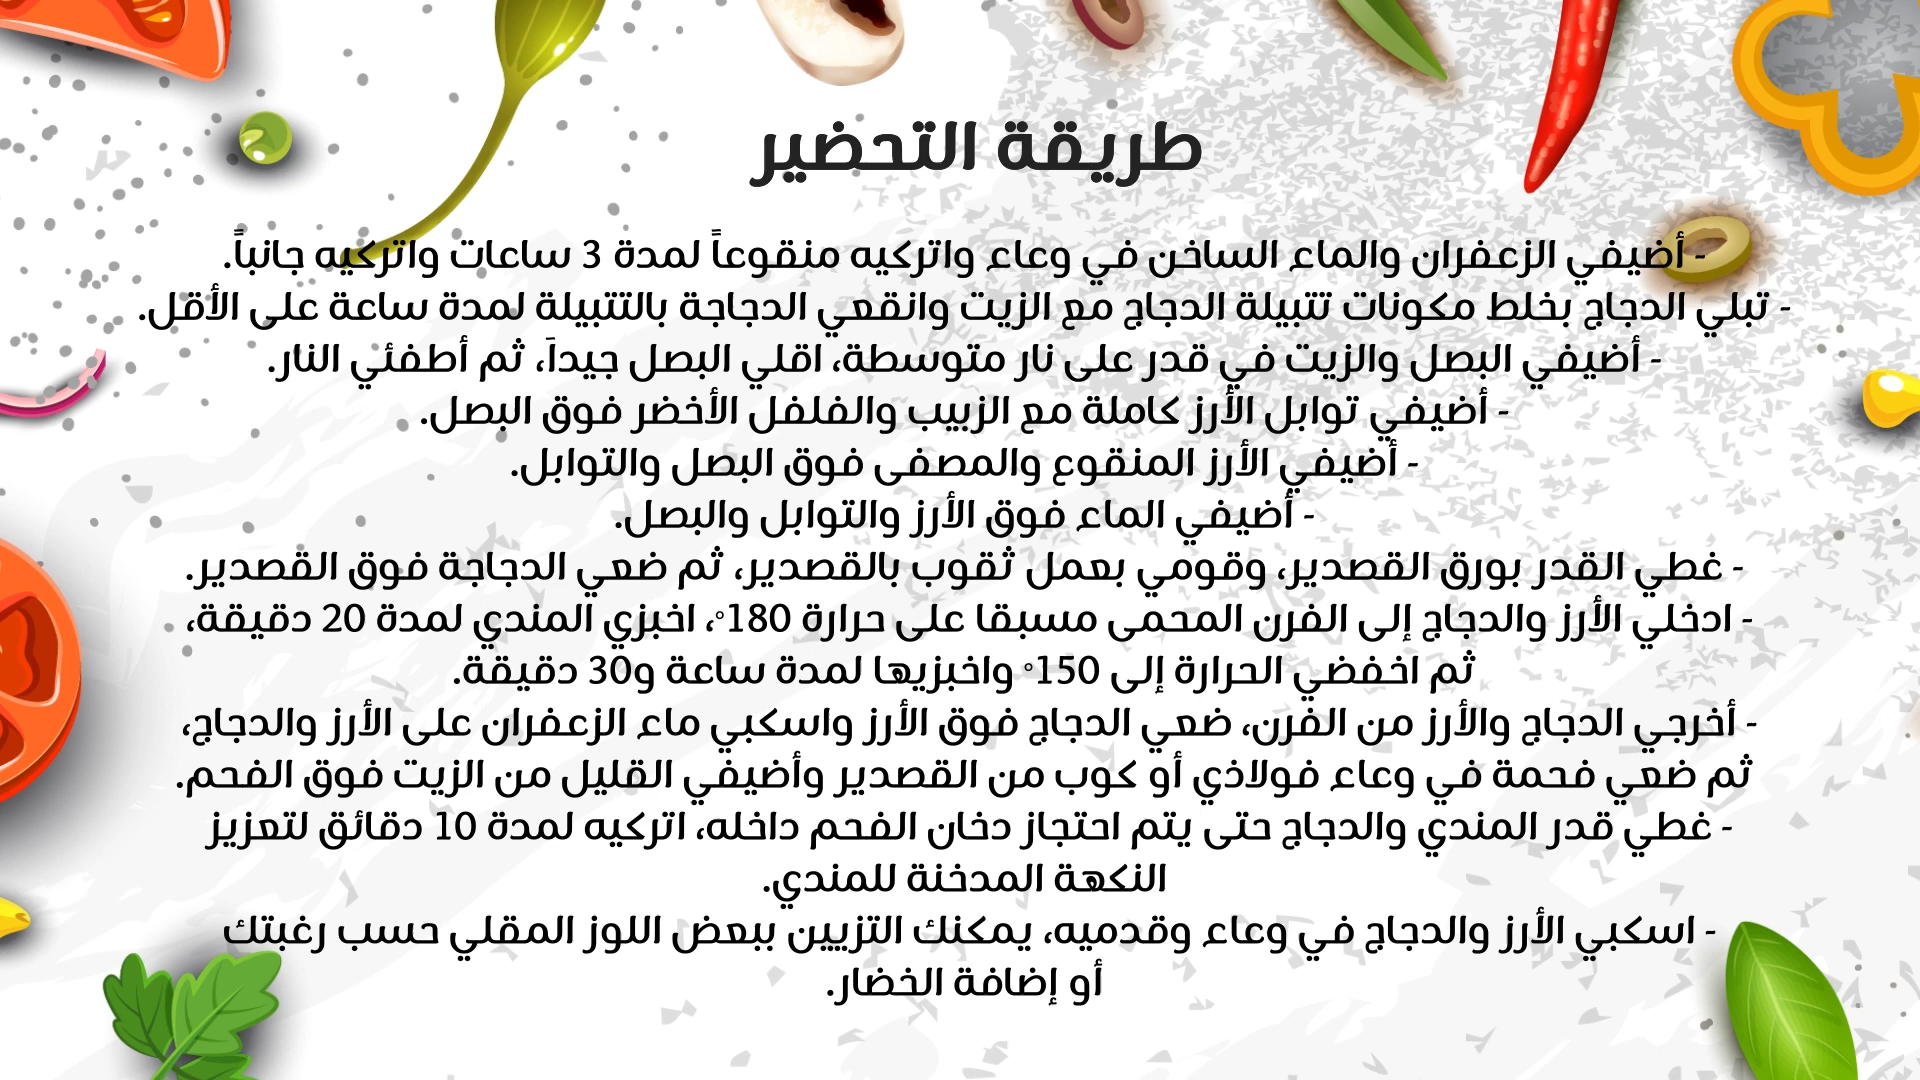 طريقة التحضير
- أضيفي الزعفران والماء الساخن في وعاء واتركيه منقوعاً لمدة 3 ساعات واتركيه جانباً.
- تبلي الدجاج بخلط مكونات تتبيلة الدجاج مع الزيت وانقعي الدجاجة بالتتبيلة لمدة ساعة على الأقل.
- أضيفي البصل والزيت في قدر على نار متوسطة، اقلي البصل جيداَ، ثم أطفئي النار.
- أضيفي توابل الأرز كاملة مع الزبيب والفلفل الأخضر فوق البصل.
- أضيفي الأرز المنقوع والمصفى فوق البصل والتوابل.
- أضيفي الماء فوق الأرز والتوابل والبصل.
- غطي القدر بورق القصدير، وقومي بعمل ثقوب بالقصدير، ثم ضعي الدجاجة فوق القصدير.
- ادخلي الأرز والدجاج إلى الفرن المحمى مسبقا على حرارة 180°، اخبزي المندي لمدة 20 دقيقة،
ثم اخفضي الحرارة إلى 150° واخبزيها لمدة ساعة و30 دقيقة.
- أخرجي الدجاج والأرز من الفرن، ضعي الدجاج فوق الأرز واسكبي ماء الزعفران على الأرز والدجاج،
ثم ضعي فحمة في وعاء فولاذي أو كوب من القصدير وأضيفي القليل من الزيت فوق الفحم.
- غطي قدر المندي والدجاج حتى يتم احتجاز دخان الفحم داخله، اتركيه لمدة 10 دقائق لتعزيز
النكهة المدخنة للمندي.
- اسكبي الأرز والدجاج في وعاء وقدميه، يمكنك التزيين ببعض اللوز المقلي حسب رغبتك
أو إضافة الخضار.